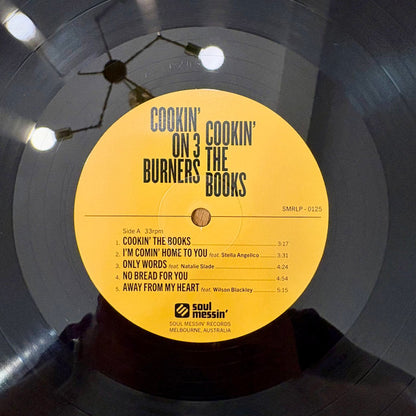 COOKIN'
ON 3
BURNERS
COOKIN'
THE
BOOKS
SMRLP - 0125
Side A 33rpm
1. COOKIN' THE BOOKS 3:17
2. I'M COMIN' HOME TO YOU feat. Stella Angelico 3:31
3. ONLY WORDS feat. Natalie Slade 4:24
4. NO BREAD FOR YOU 4:54
5. AWAY FROM MY HEART feat. Wilson Blackley 5:15
soul
messin'
SOUL MESSIN' RECORDS
MELBOURNE, AUSTRALIA